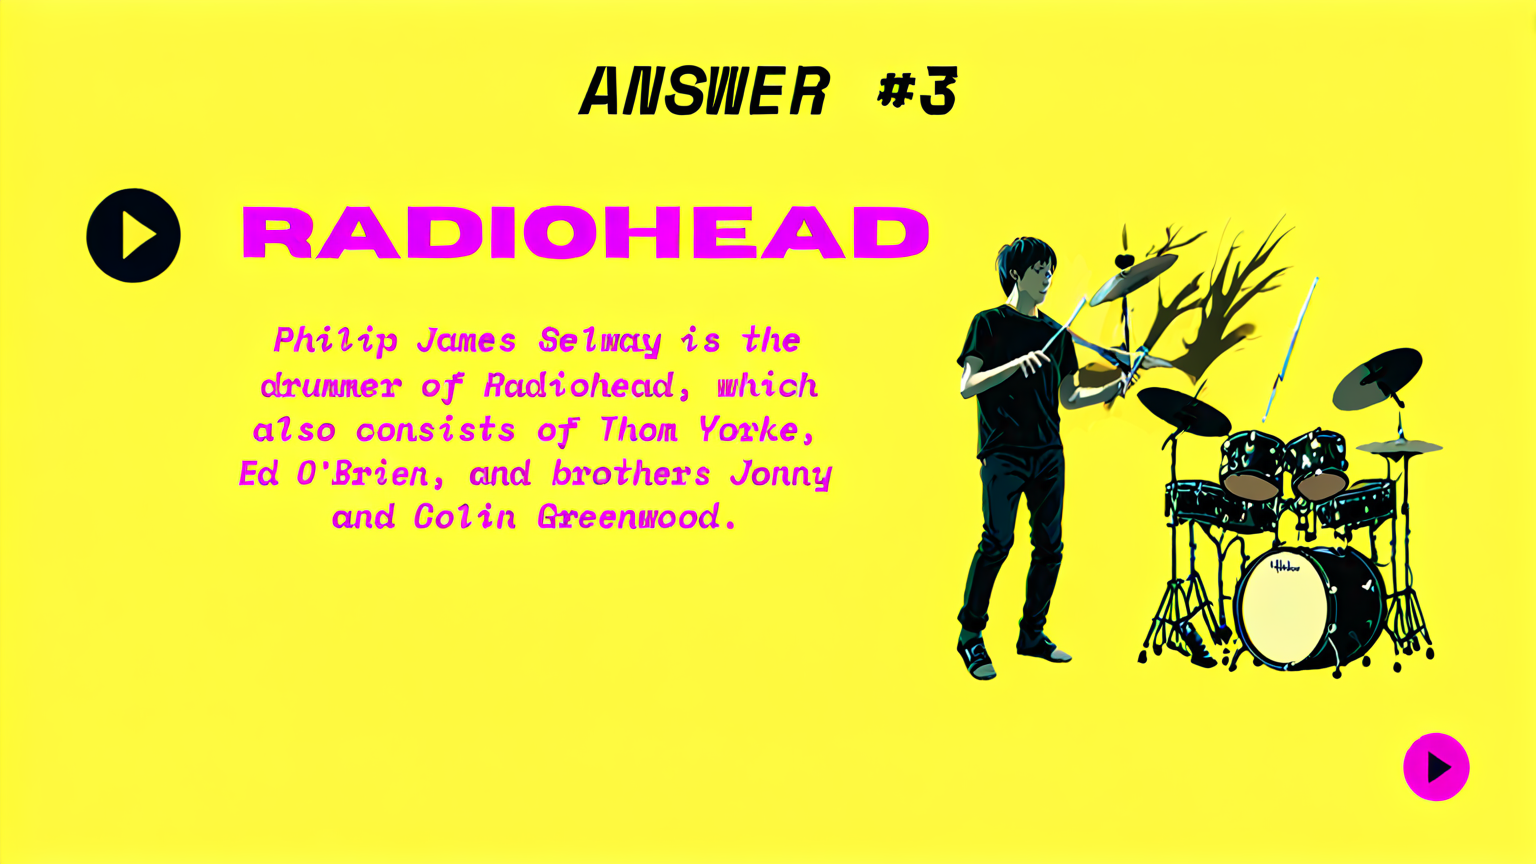 ANSWER #3
RADIOHEAD
Philip James Selway is the
drummer of Radiohead, which
also consists of Thom Yorke,
Ed O'Brien, and brothers Jonny
and Colin Greenwood.